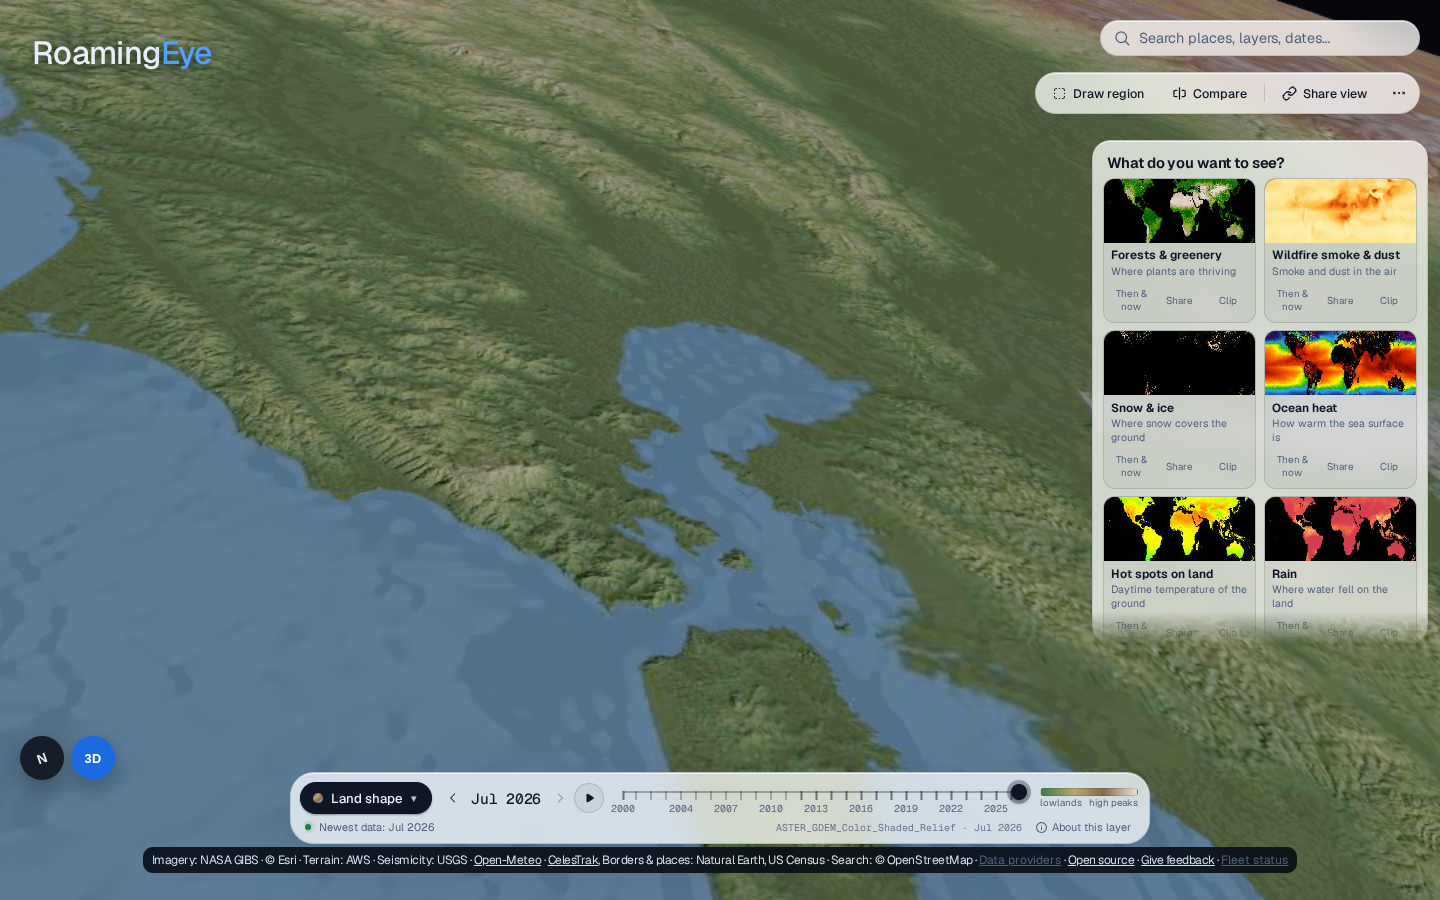 RoamingEye
Search places, layers, dates...
Draw region
Compare
Share view
What do you want to see?
Forests & greenery
Where plants are thriving
Then & now
Share
Clip
Wildfire smoke & dust
Smoke and dust in the air
Then & now
Share
Clip
Snow & ice
Where snow covers the
ground
Then & now
Share
Clip
Ocean heat
How warm the sea surface
is
Then & now
Share
Clip
Hot spots on land
Daytime temperature of the
ground
Then &
Share
Clip
Rain
Where water fell on the
land
Then &
Share
Clip
N
3D
Land shape
Jul 2026
2000 2004 2007 2010 2013 2016 2019 2022 2025
lowlands high peaks
Newest data: Jul 2026
ASTER_GDEM_Color_Shaded_Relief · Jul 2026
About this layer
Imagery: NASA GIBS · © Esri · Terrain: AWS · Seismicity: USGS · Open-Meteo · CelesTrak, Borders & places: Natural Earth, US Census · Search: © OpenStreetMap · Data providers · Open source · Give feedback · Fleet status